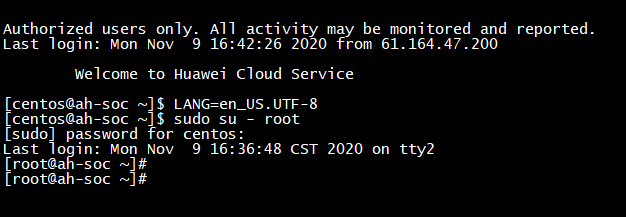 Authorized users only. All activity may be monitored and reported.
Last login: Mon Nov  9 16:42:26 2020 from 61.164.47.200
Welcome to Huawei Cloud Service
[centos@ah-soc ~]$ LANG=en_US.UTF-8
[centos@ah-soc ~]$ sudo su - root
[sudo] password for centos:
Last login: Mon Nov  9 16:36:48 CST 2020 on tty2
[root@ah-soc ~]#
[root@ah-soc ~]#